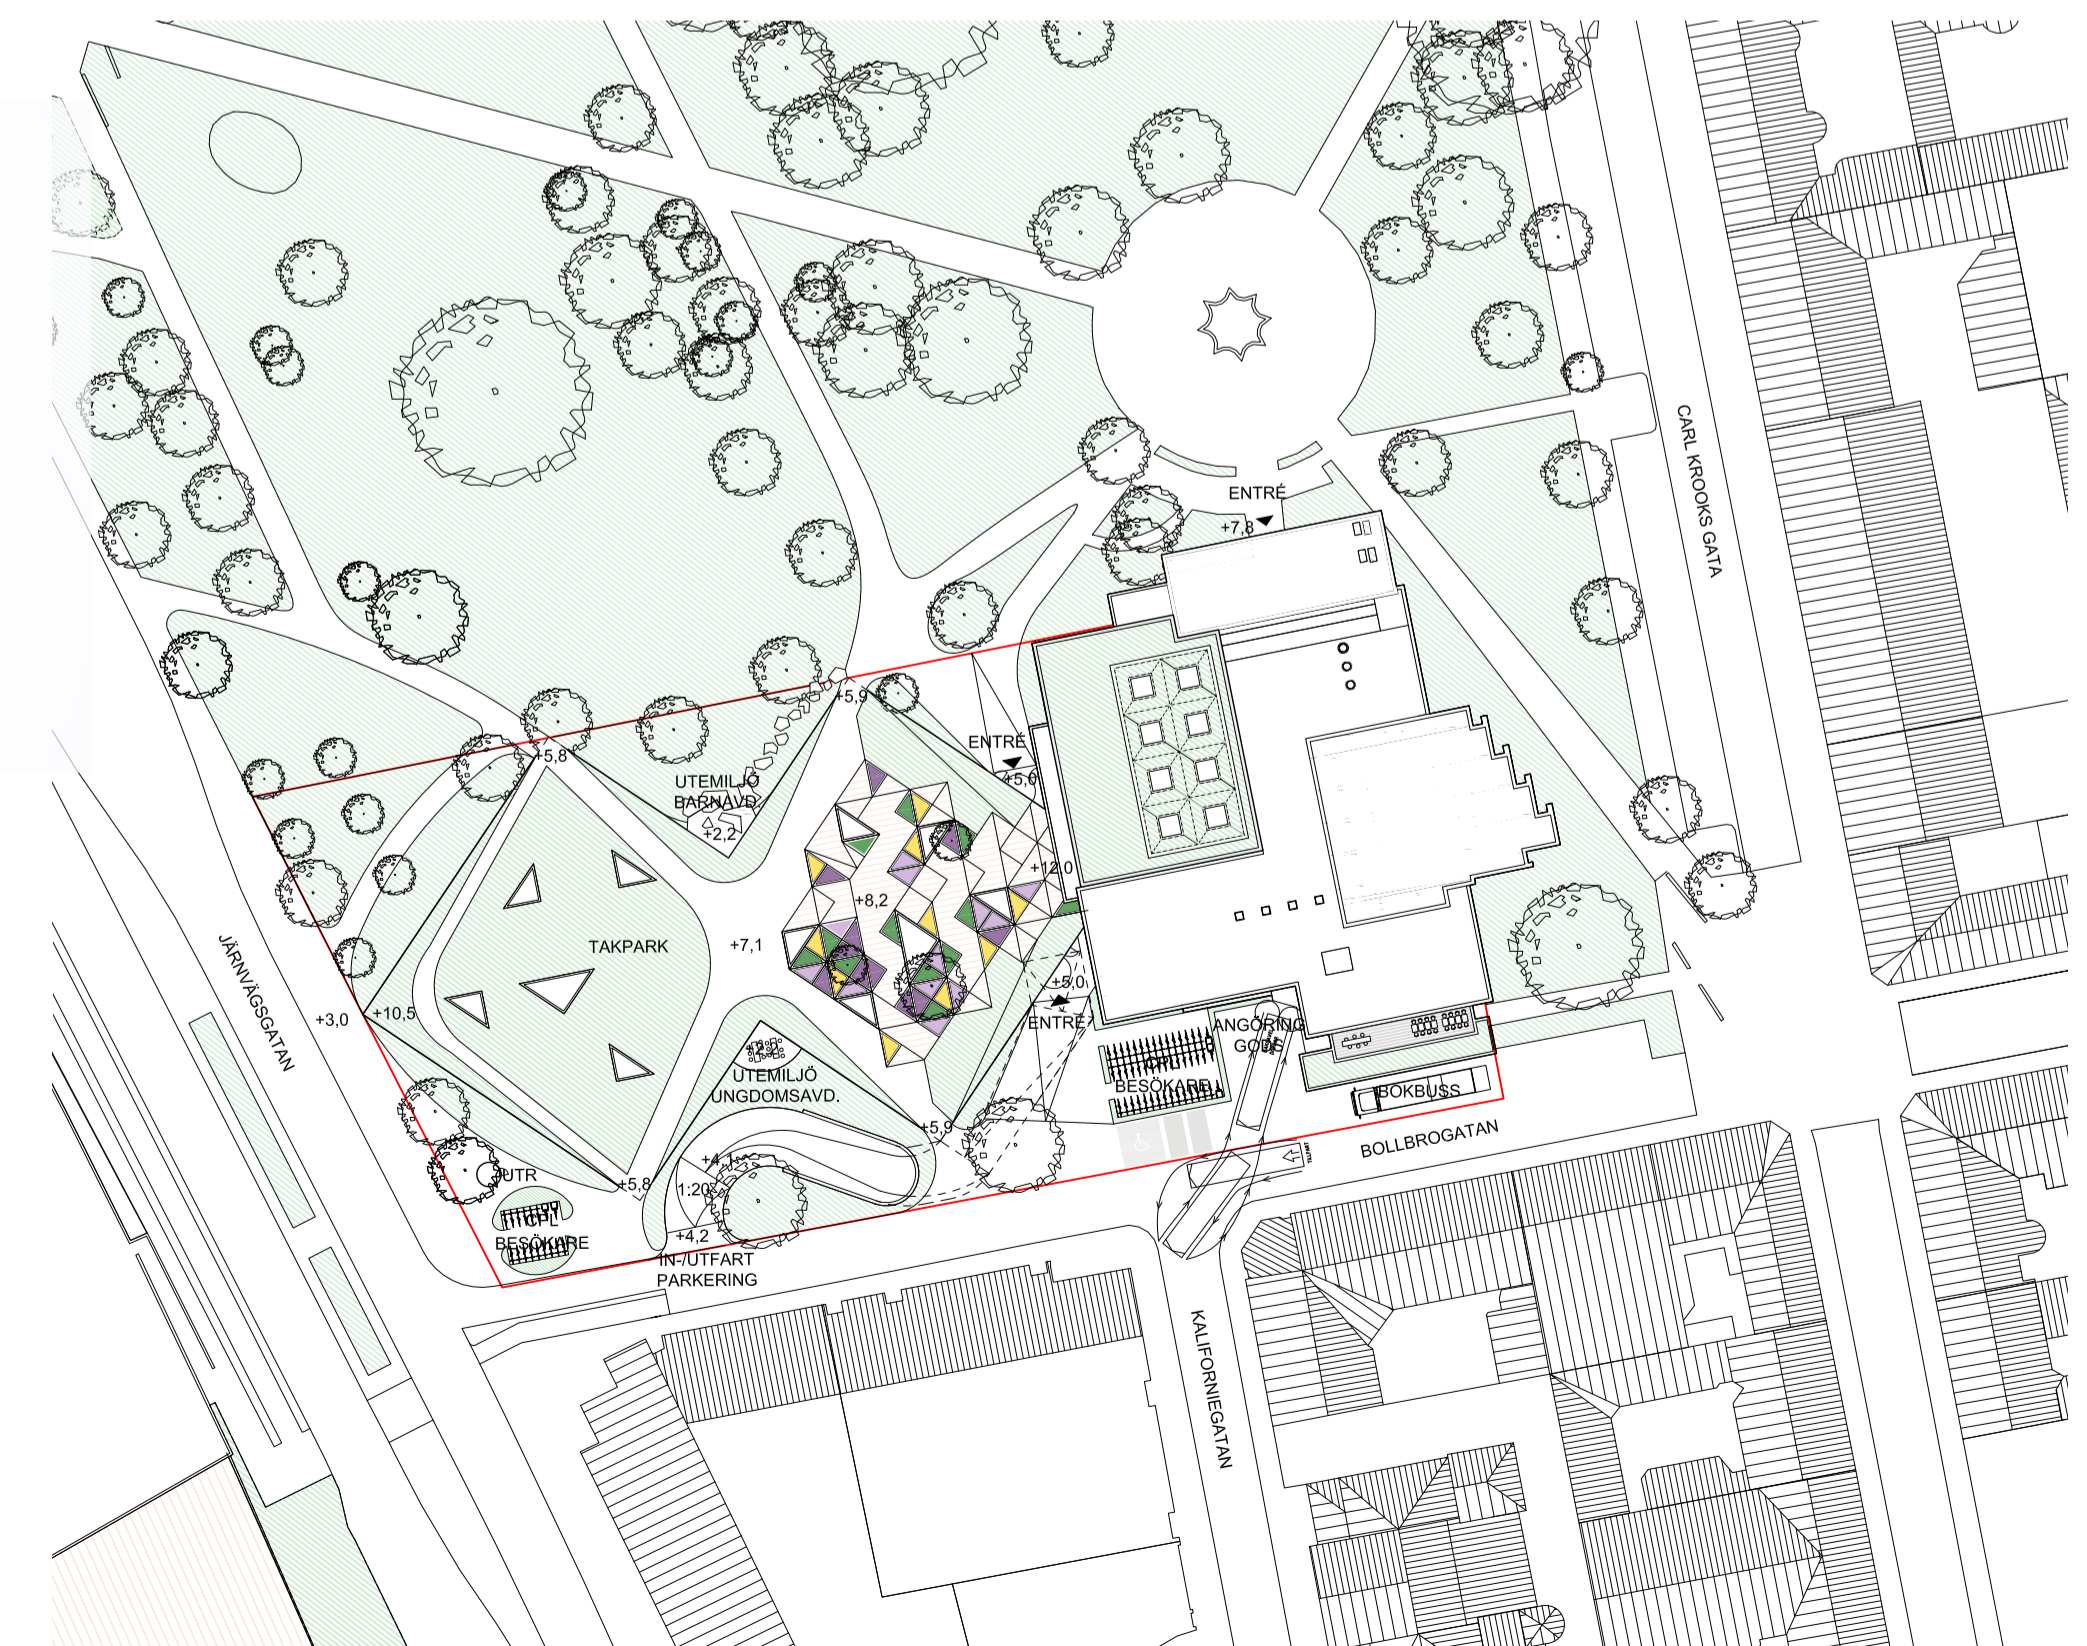 CARL KROOKS GATA
ENTRÉ
+7,8
+5,9
ENTRÉ
+5,0
+5,8
UTEMILJÖ
BARNAVD.
+2,2
+12,0
+8,2
TAKPARK
+7,1
+5,0
ENTRÉ
JÄRNVÄGSGATAN
+3,0
+10,5
ANGÖRING
GODS
CPL
BESÖKARE
UTEMILJÖ
UNGDOMSAVD.
BOKBUSS
+5,9
BOLLBROGATAN
UTR
+5,8
1:20
CPL
BESÖKARE
+4,2
IN-/UTFART
PARKERING
KALIFORNIEGATAN